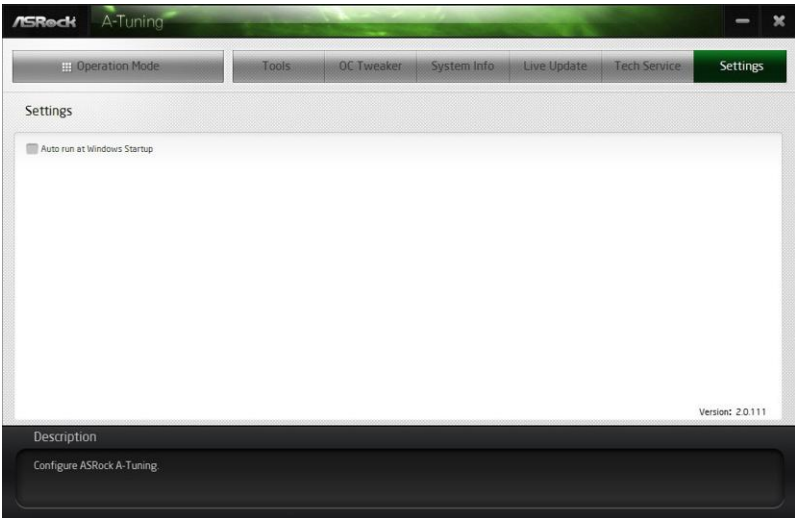 ASRock A-Tuning
Operation Mode Tools OC Tweaker System Info Live Update Tech Service Settings
Settings
Auto run at Windows Startup
Version: 2.0.111
Description
Configure ASRock A-Tuning.